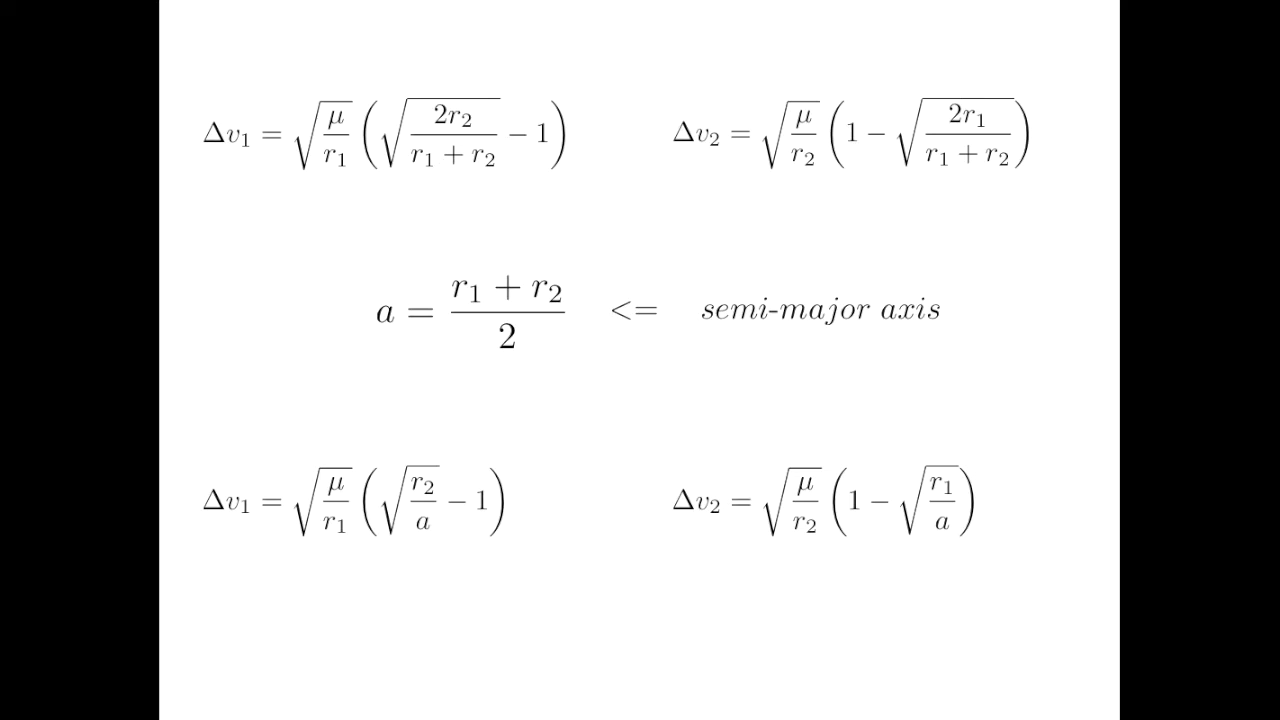 Δv₁ = √(μ/r₁) (√(2r₂/(r₁ + r₂)) − 1)    Δv₂ = √(μ/r₂) (1 − √(2r₁/(r₁ + r₂)))
a = (r₁ + r₂)/2    <=    semi-major axis
Δv₁ = √(μ/r₁) (√(r₂/a) − 1)    Δv₂ = √(μ/r₂) (1 − √(r₁/a))